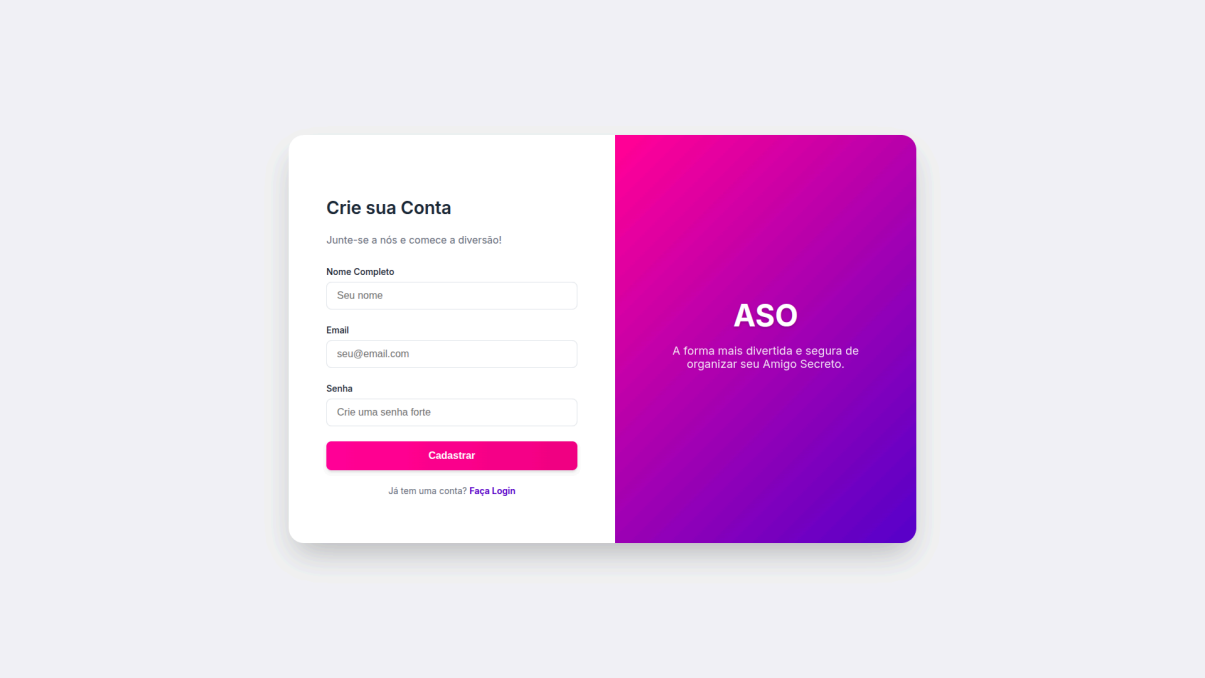 Crie sua Conta
Junte-se a nós e comece a diversão!
Nome Completo
Seu nome
Email
seu@email.com
Senha
Crie uma senha forte
Cadastrar
Já tem uma conta? Faça Login
ASO
A forma mais divertida e segura de
organizar seu Amigo Secreto.